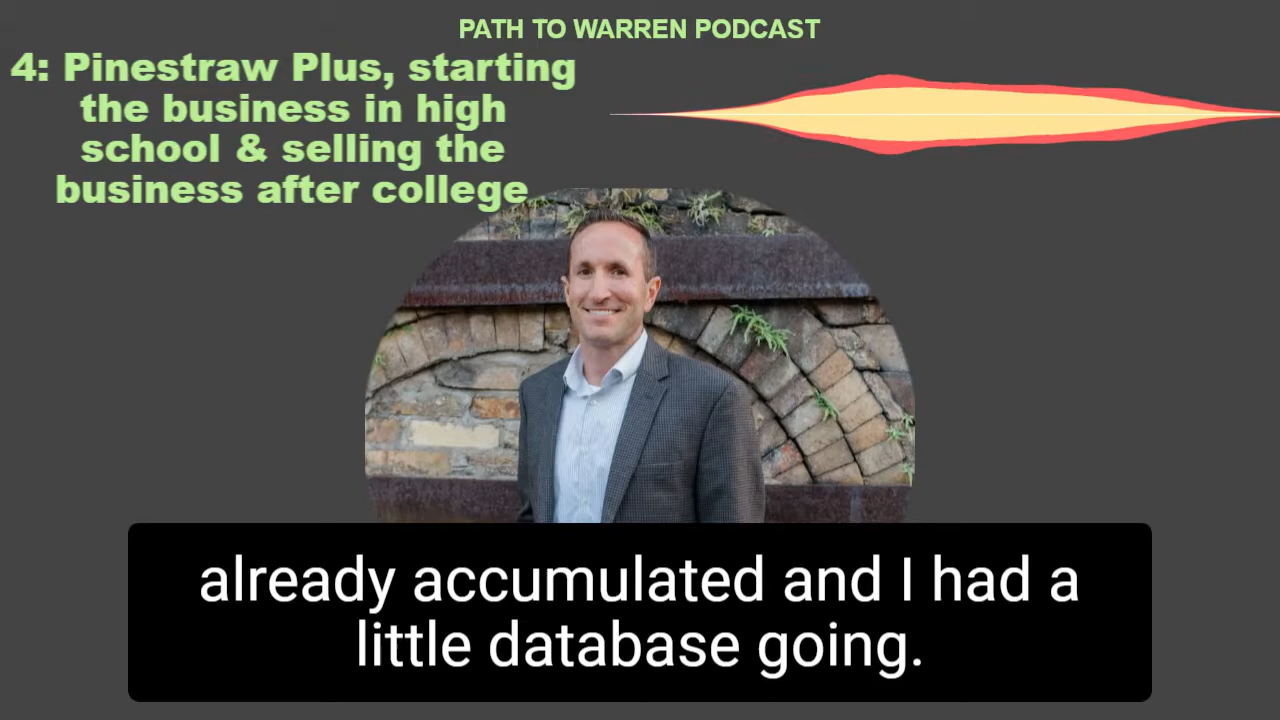 PATH TO WARREN PODCAST
4: Pinestraw Plus, starting
the business in high
school & selling the
business after college
already accumulated and I had a
little database going.